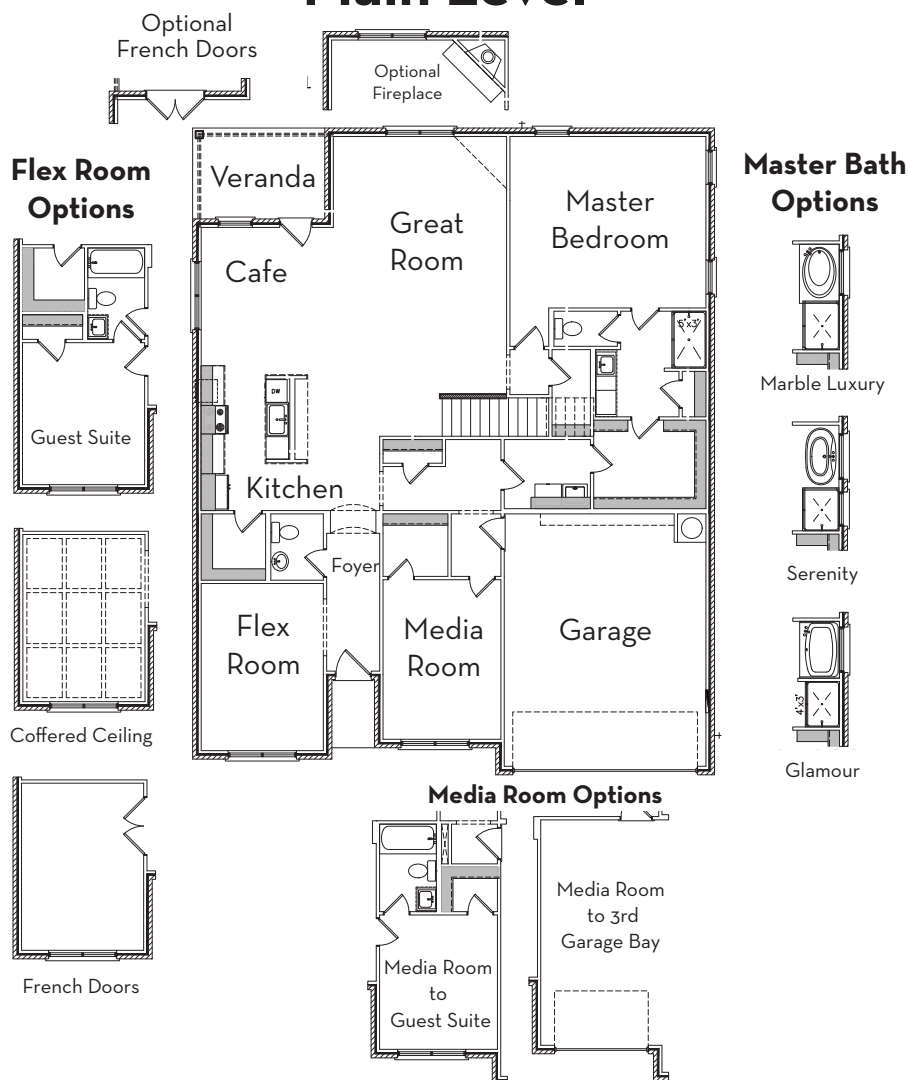 Main Level
Optional
French Doors
Optional
Fireplace
Flex Room
Options
Veranda
Great
Room
Master
Bedroom
Master Bath
Options
Cafe
5'x3'
Marble Luxury
DW
Guest Suite
Kitchen
Foyer
Serenity
Flex
Room
Media
Room
Garage
4'x3'
Coffered Ceiling
Glamour
Media Room Options
Media Room
to 3rd
Garage Bay
Media Room
to
Guest Suite
French Doors